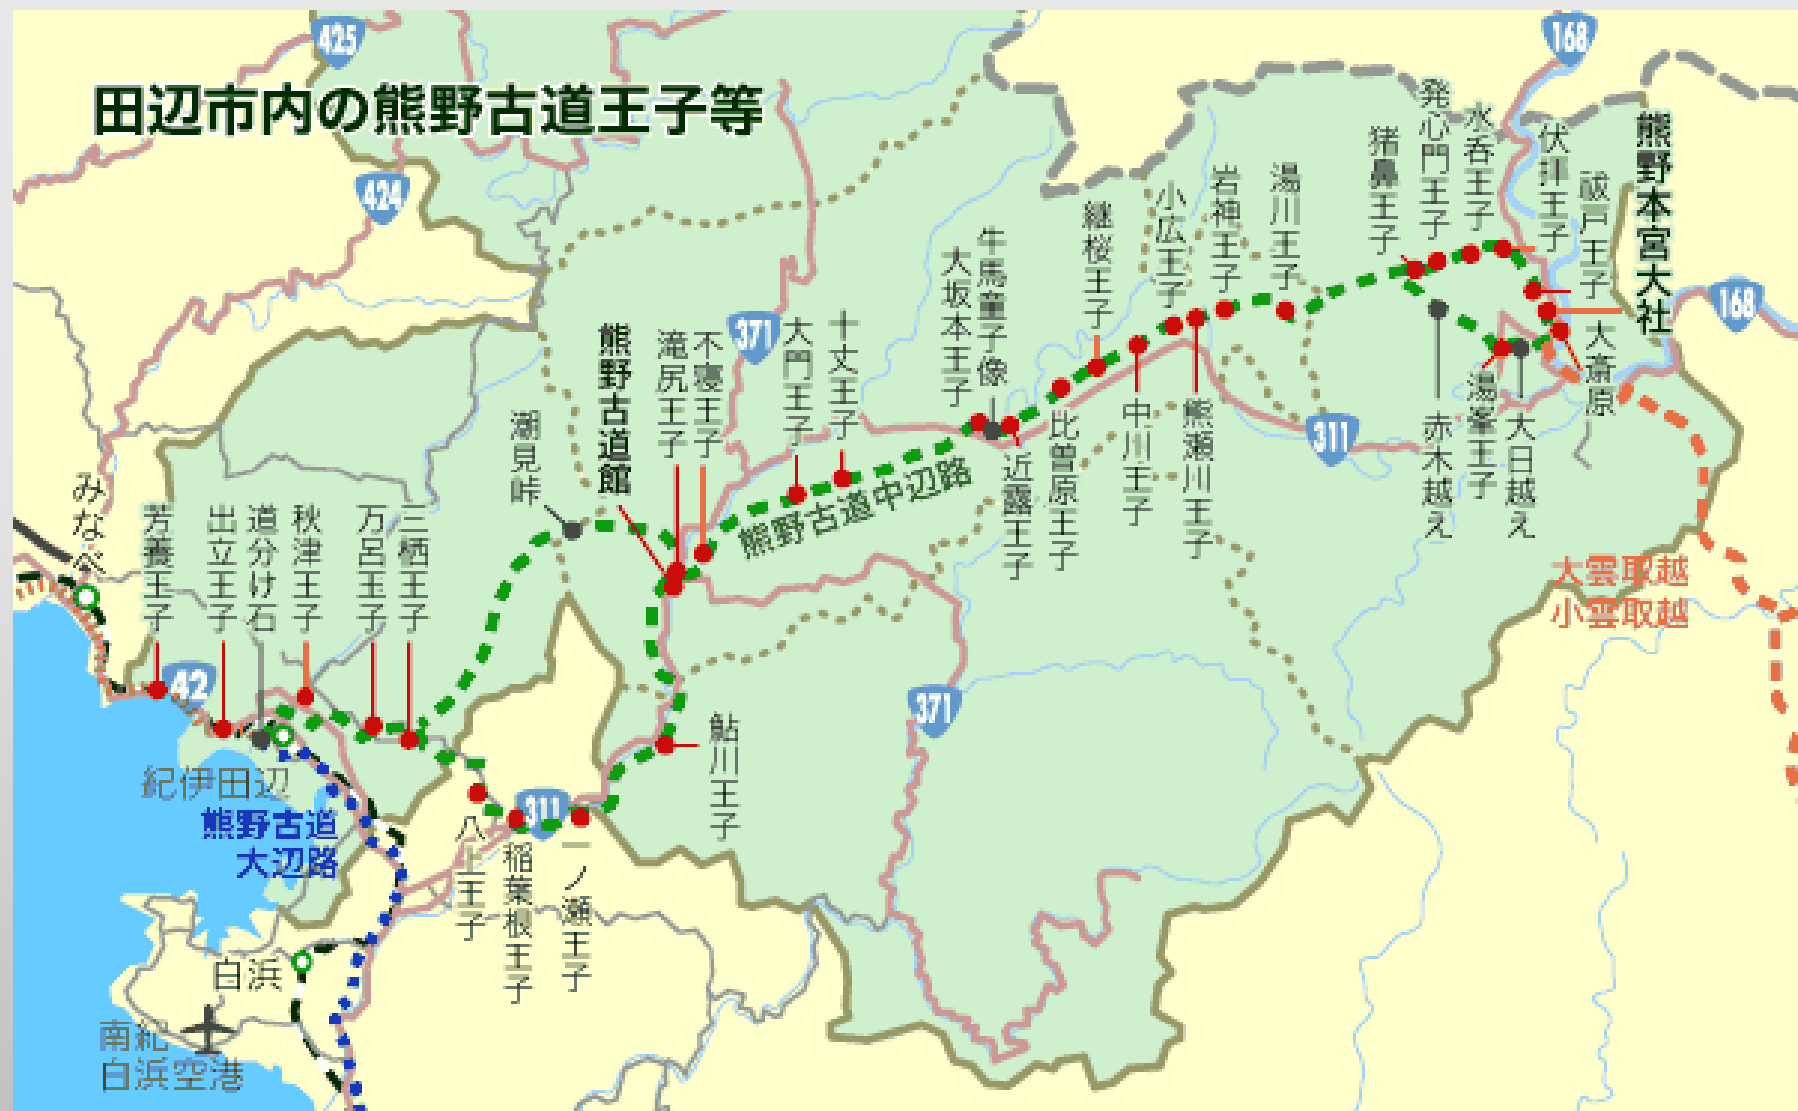 田辺市内の熊野古道王子等
425
424
168
168
371
371
311
311
42
みなべ
芳養王子
出立王子
道分け石
秋津王子
万呂王子
三栖王子
潮見峠
熊野古道館
滝尻王子
不寝王子
大門王子
十丈王子
大坂本王子
牛馬童子像
近露王子
比曽原王子
継桜王子
中川王子
小広王子
熊瀬川王子
岩神王子
湯川王子
猪鼻王子
発心門王子
水呑王子
伏拝王子
祓戸王子
熊野本宮大社
大斎原
湯峯王子
大日越え
赤木越え
熊野古道中辺路
大雲取越
小雲取越
鮎川王子
八上王子
稲葉根王子
一ノ瀬王子
紀伊田辺
熊野古道
大辺路
白浜
南紀
白浜空港